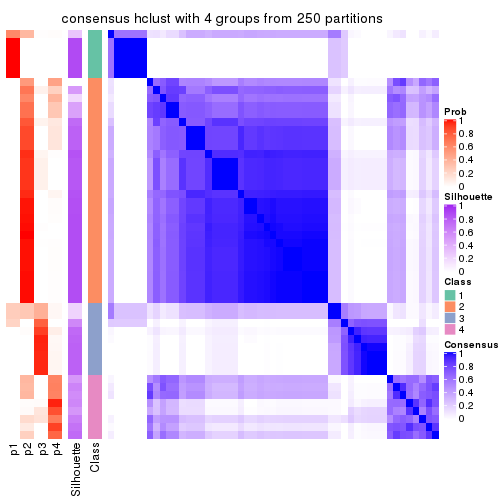 consensus hclust with 4 groups from 250 partitions
Prob
1
0.8
0.6
0.4
0.2
0
Silhouette
1
0.8
0.6
0.4
0.2
0
Class
1
2
3
4
Consensus
1
0.8
0.6
0.4
0.2
0
p1
p2
p3
p4
Silhouette
Class